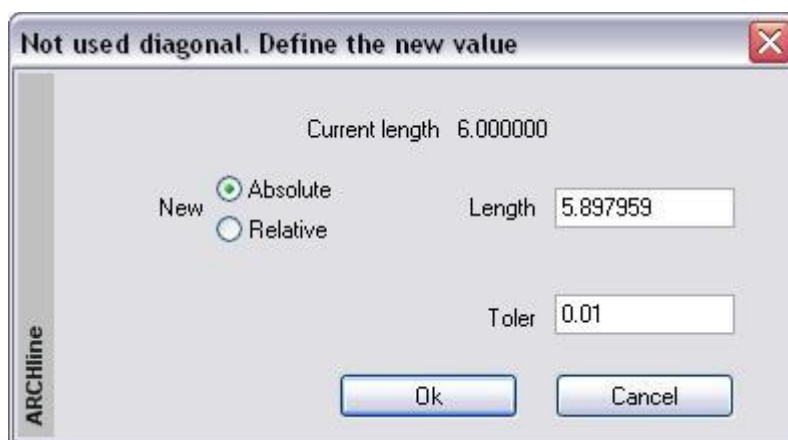 Not used diagonal. Define the new value
Current length 6.000000
New
Absolute
Relative
Length 5.897959
Toler 0.01
Ok Cancel
ARCHline